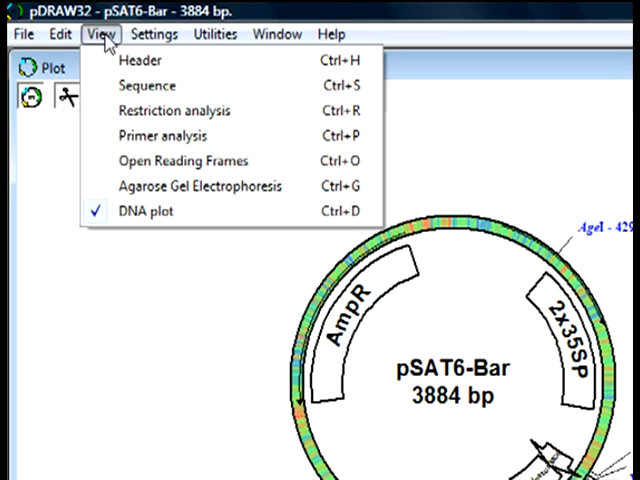 pDRAW32 - pSAT6-Bar - 3884 bp.
File Edit View Settings Utilities Window Help
Plot
Header Ctrl+H
Sequence Ctrl+S
Restriction analysis Ctrl+R
Primer analysis Ctrl+P
Open Reading Frames Ctrl+O
Agarose Gel Electrophoresis Ctrl+G
DNA plot Ctrl+D
AgeI - 429
AmpR
2x35SP
pSAT6-Bar
3884 bp